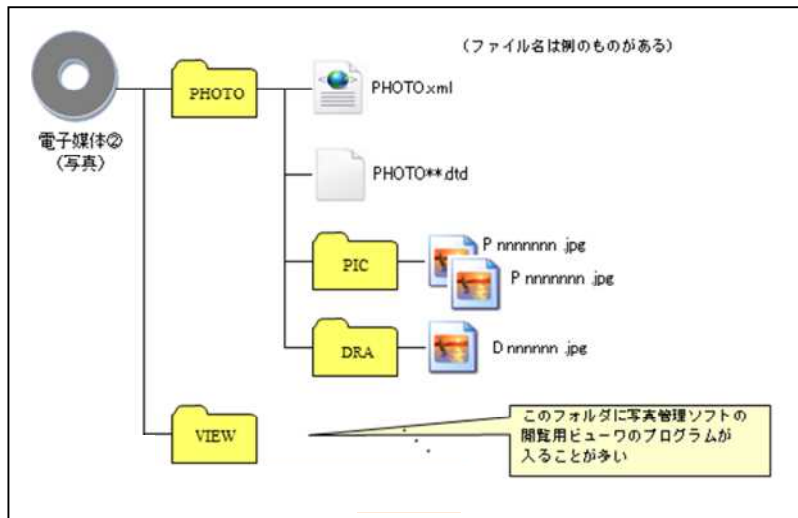 (ファイル名は例のものがある)
電子媒体②
(写真)
PHOTO
PHOTO.xml
PHOTO**.dtd
PIC
P nnnnnnn .jpg
P nnnnnnn .jpg
DRA
D nnnnnnn .jpg
VIEW
このフォルダに写真管理ソフトの
閲覧用ビューワのプログラムが
入ることが多い